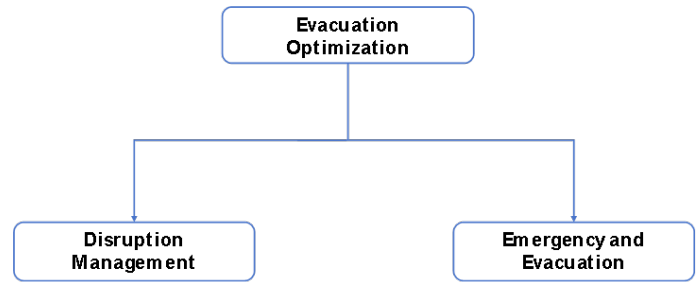 Evacuation
Optimization
Disruption
Management
Emergency and
Evacuation